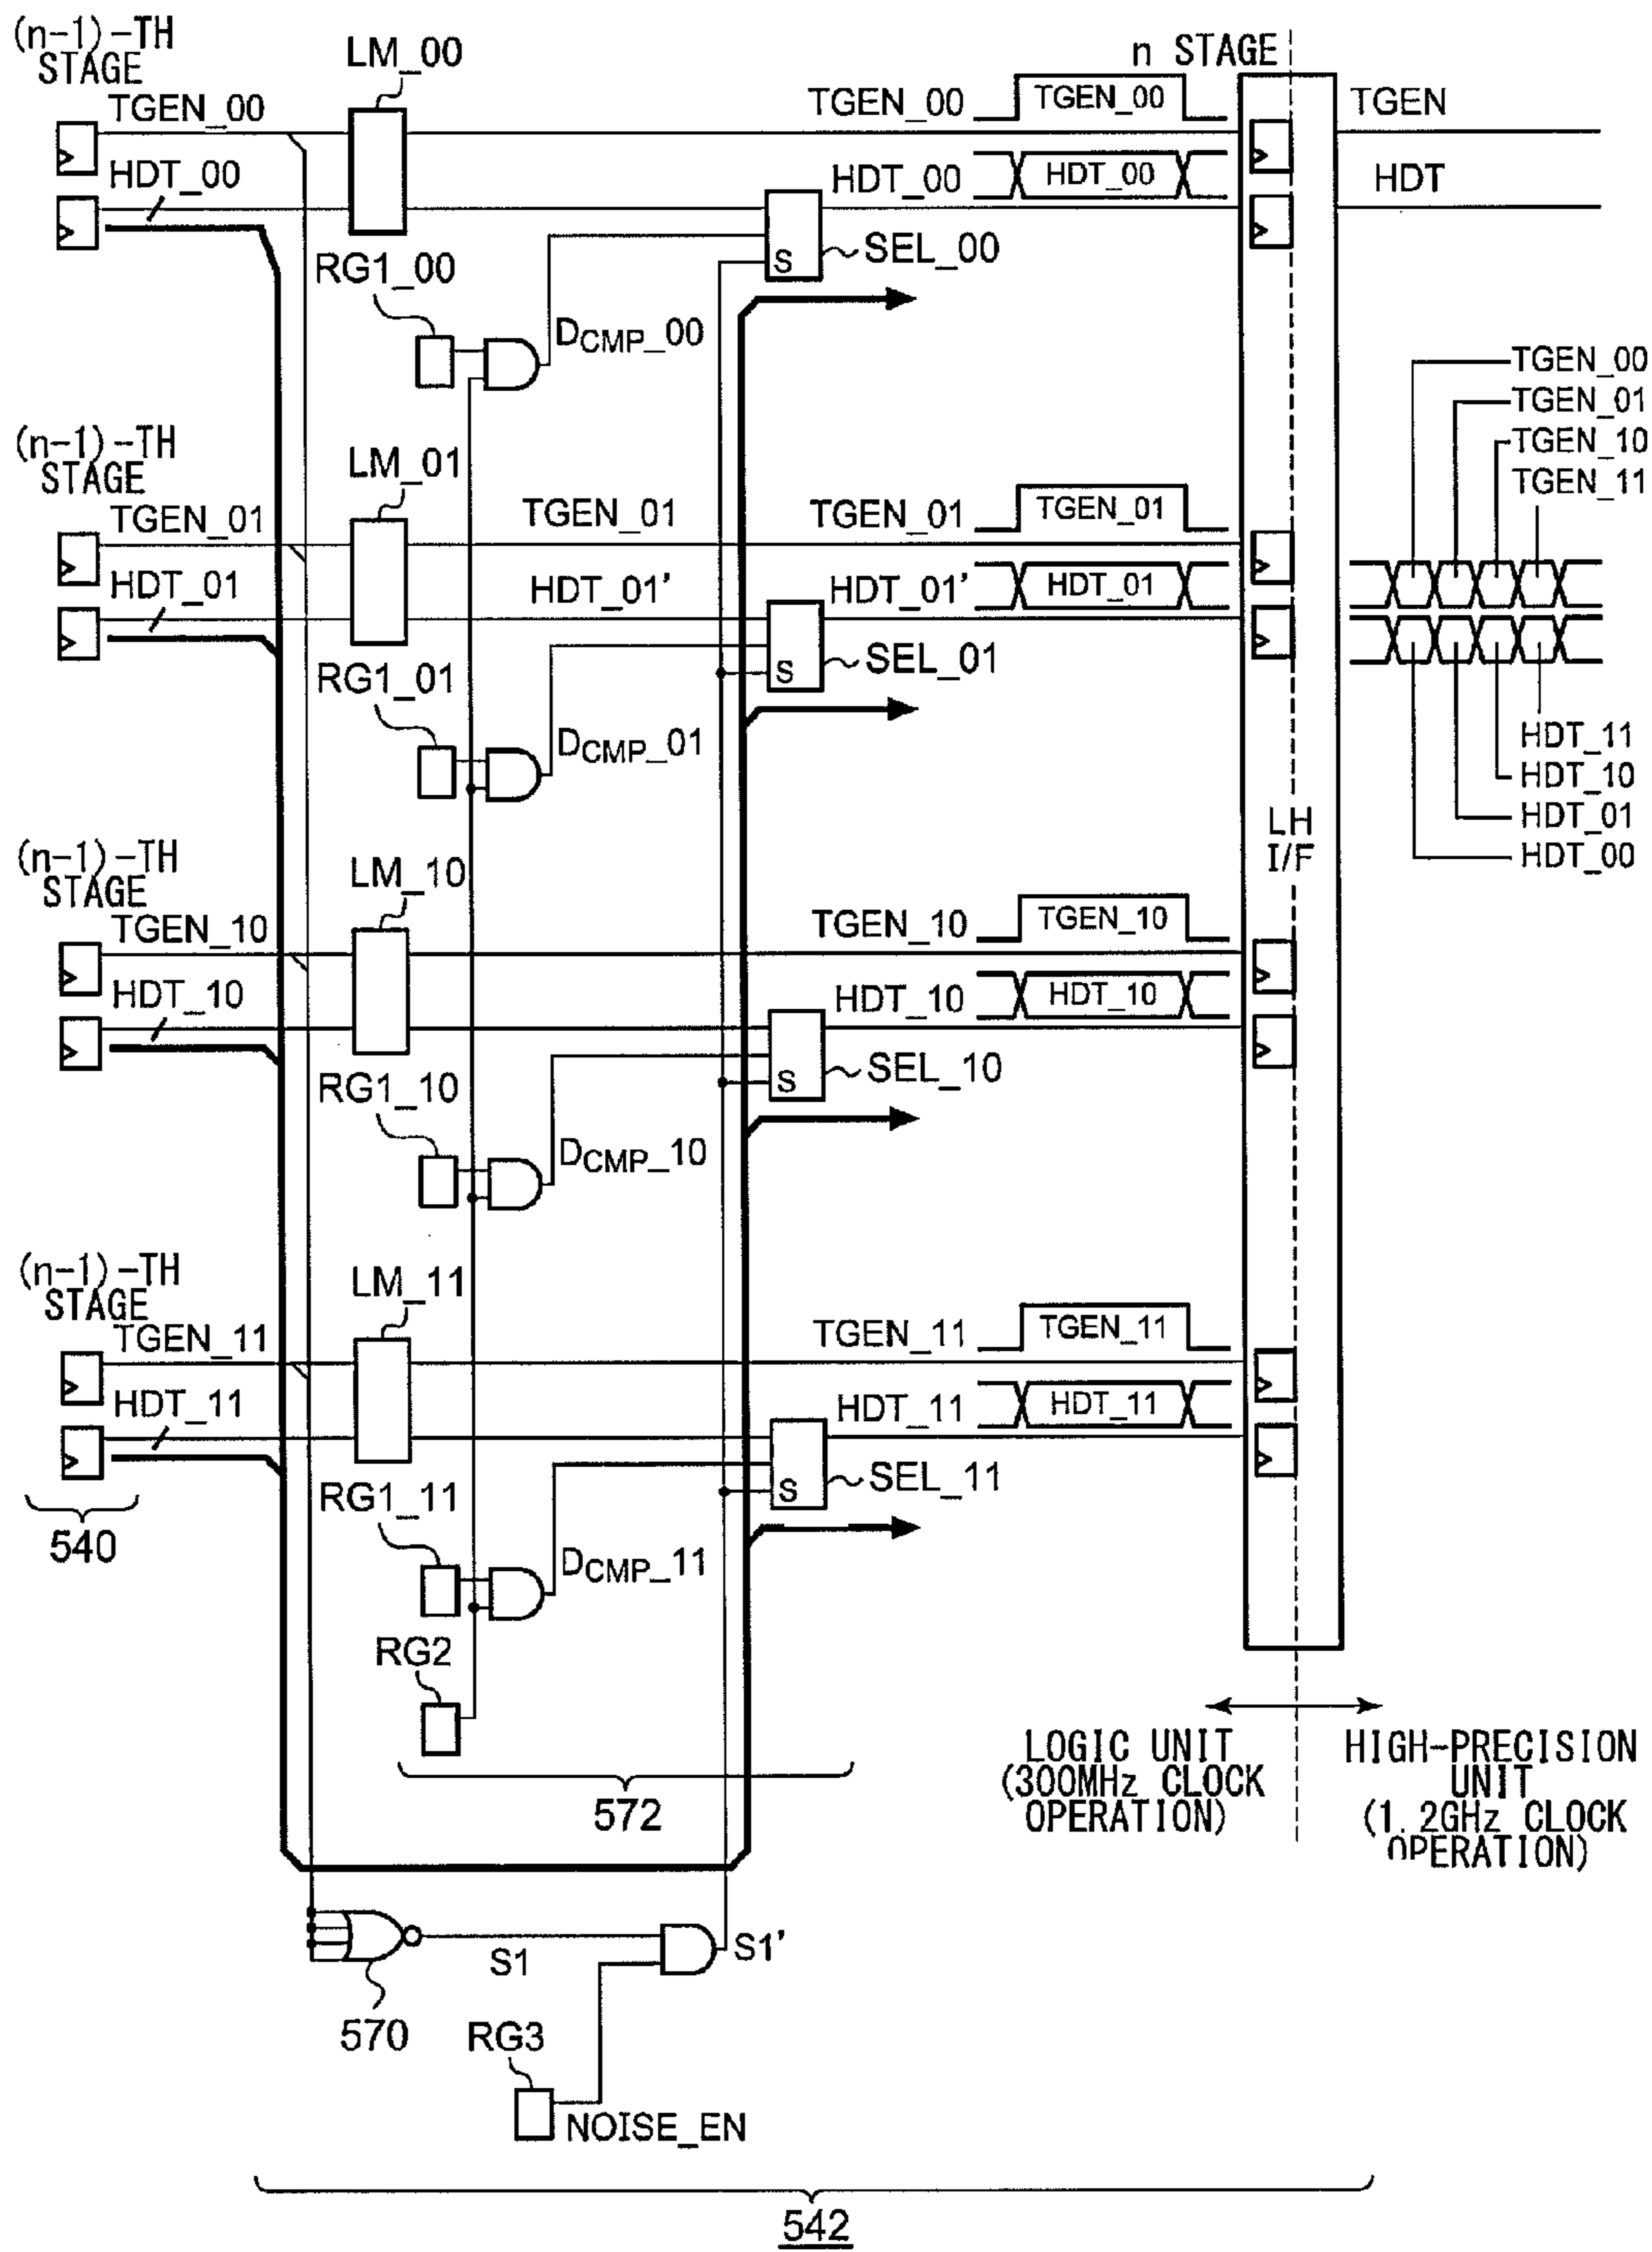 (n-1)-TH
STAGE
LM_00
n STAGE
TGEN_00
TGEN_00
TGEN_00
TGEN
HDT_00
HDT_00
HDT_00
HDT
S
SEL_00
RG1_00
DCMP_00
TGEN_00
TGEN_01
TGEN_10
TGEN_11
(n-1)-TH
STAGE
LM_01
TGEN_01
TGEN_01
TGEN_01
TGEN_01
HDT_01
HDT_01'
HDT_01'
HDT_01
S
SEL_01
RG1_01
DCMP_01
HDT_11
HDT_10
HDT_01
HDT_00
LH
I/F
(n-1)-TH
STAGE
LM_10
TGEN_10
TGEN_10
TGEN_10
HDT_10
HDT_10
HDT_10
S
SEL_10
RG1_10
DCMP_10
(n-1)-TH
STAGE
LM_11
TGEN_11
TGEN_11
TGEN_11
HDT_11
HDT_11
HDT_11
S
SEL_11
RG1_11
DCMP_11
540
RG2
572
LOGIC UNIT
(300MHz CLOCK
OPERATION)
HIGH-PRECISION
UNIT
(1.2GHz CLOCK
OPERATION)
S1
S1'
570
RG3
NOISE_EN
542